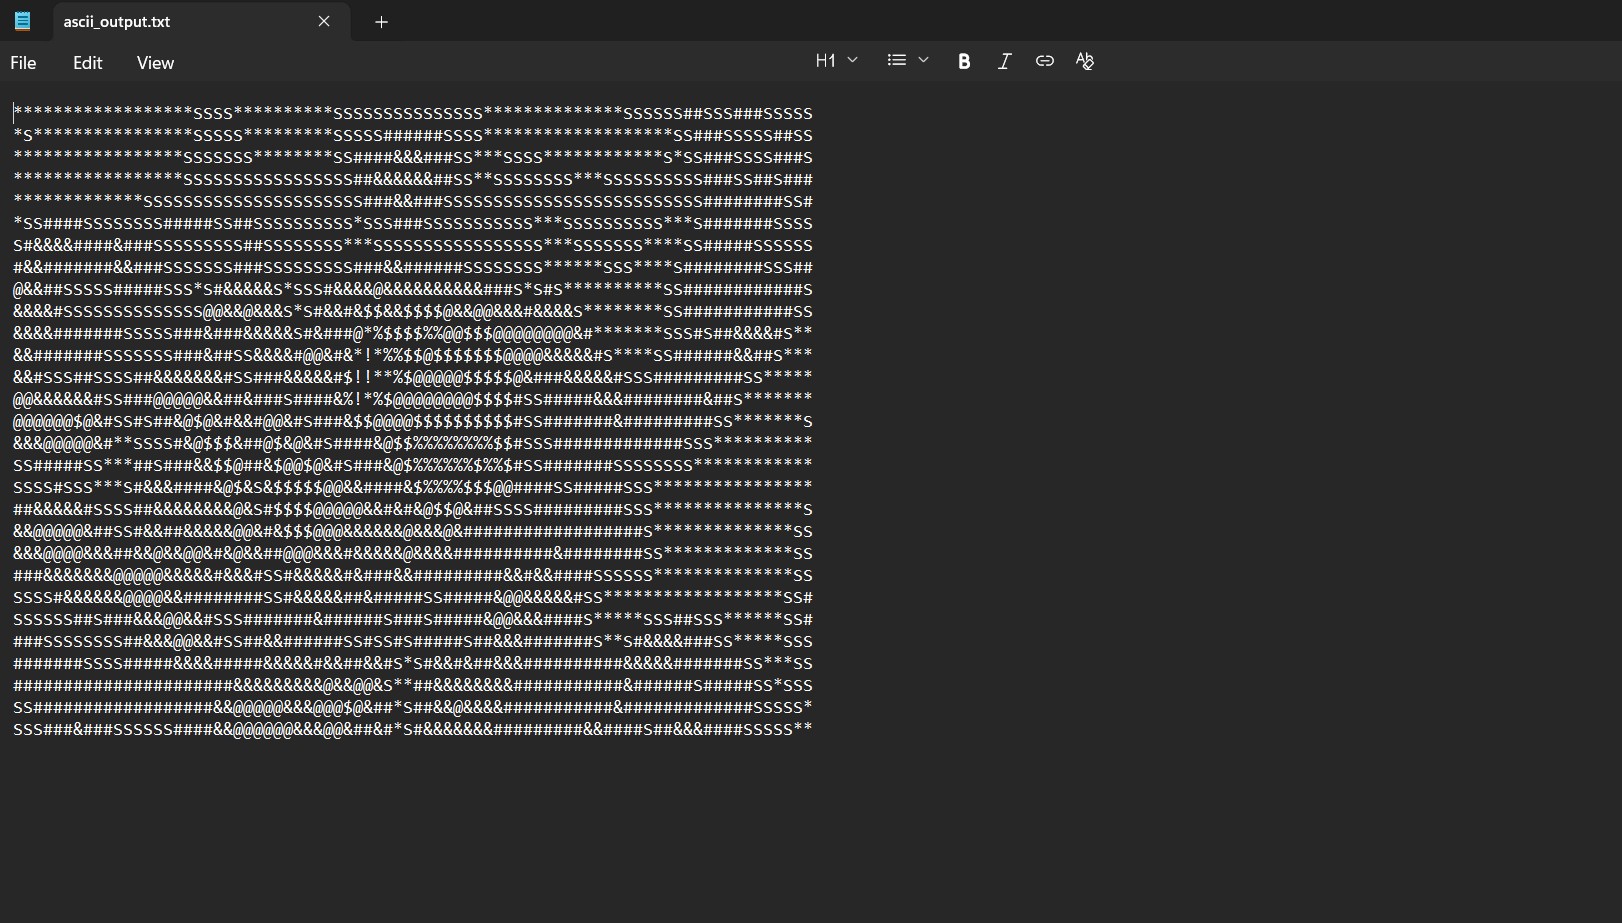 ascii_output.txt
File Edit View H1 B I
******************SSSS**********SSSSSSSSSSSSSSS**************SSSSSS##SSS###SSSSS
*S****************SSSSS*********SSSSS######SSSS*******************SS###SSSSS##SS
*****************SSSSSSS********SS####&&&###SS***SSSS************S*SS###SSSS###S
*****************SSSSSSSSSSSSSSSSS##&&&&&&##SS**SSSSSSSS***SSSSSSSSSS###SS##S###
*************SSSSSSSSSSSSSSSSSSSSSS###&&###SSSSSSSSSSSSSSSSSSSSSSSSSS########SS#
*SS####SSSSSSSS#####SS##SSSSSSSSSS*SSS###SSSSSSSSSSS***SSSSSSSSSS***S#######SSSS
S#&&&&####&###SSSSSSSSS##SSSSSSSS***SSSSSSSSSSSSSSSSS***SSSSSSS****SS#####SSSSSS
#&&#######&&###SSSSSSS###SSSSSSSSS###&&######SSSSSSSS******SSS****S########SSS##
@&&##SSSSS#####SSS*S#&&&&&S*SSS#&&&&@&&&&&&&&&&###S*S#S**********SS############S
&&&&#SSSSSSSSSSSSSS@@&&@&&&S*S#&&#&$$&&$$$$@&&@@&&&#&&&&S********SS###########SS
&&&&#######SSSSS###&###&&&&&S#&###@*%$$$$%%@@$$$@@@@@@@@&#*******SSS#S##&&&&#S**
&&#######SSSSSSS###&##SS&&&&#@@&#&*!*%%$$@$$$$$$$@@@@&&&&&#S****SS######&&##S***
&&#SSS##SSSS##&&&&&&&#SS###&&&&&#$!!**%$@@@@@$$$$$@&###&&&&&#SSS#########SS*****
@@&&&&&&#SS###@@@@@&&##&###S####&%!*%$@@@@@@@@$$$$#SS#####&&&########&##S*******
@@@@@@$@&#SS#S##&@$@&#&&#@@&#S###&$$@@@@$$$$$$$$$$#SS#######&#########SS*******S
&&&@@@@@&#**SSSS#&@$$$&##@$&@&#S####&@$$%%%%%%%%$$#SSS#############SSS**********
SS#####SS***##S###&&$$@##&$@@$@&#S###&@$%%%%%%$%%$#SS#######SSSSSSSS************
SSSS#SSS***S#&&&####&@$&S&$$$$$@@&&####&$%%%%$$$@@####SS#####SSS****************
##&&&&&#SSSS##&&&&&&&&@&S#$$$$@@@@@&&#&#&@$$@&##SSSS#########SSS***************S
&&@@@@@&##SS#&&##&&&&&@@&#&$$$@@@&&&&&&@&&&@&##################S**************SS
&&&@@@@&&&##&&@&&@@&#&@&&##@@@&&&#&&&&&@&&&&##########&########SS*************SS
###&&&&&&&@@@@@&&&&&#&&&#SS#&&&&&#&###&&#########&&#&&####SSSSSS**************SS
SSSS#&&&&&&@@@@&&########SS#&&&&&##&#####SS#####&@@&&&&&#SS******************SS#
SSSSSS##S###&&&@@&&#SSS#######&######S###S#####&@@&&&####S*****SSS##SSS******SS#
###SSSSSSSS##&&&@@&&#SS##&&######SS#SS#S#####S##&&&#######S**S#&&&&###SS*****SSS
#######SSSS#####&&&&#####&&&&&#&&##&&#S*S#&&#&##&&&##########&&&&&#######SS***SS
######################&&&&&&&&&@&&@@&S**##&&&&&&&&###########&######S#####SS*SSS
SS##################&&@@@@@&&&@@@$@&##*S##&&@&&&&###########&#############SSSSS*
SSS###&###SSSSSS####&&@@@@@@&&&@@&##&#*S#&&&&&&&#########&&####S##&&&####SSSSS**